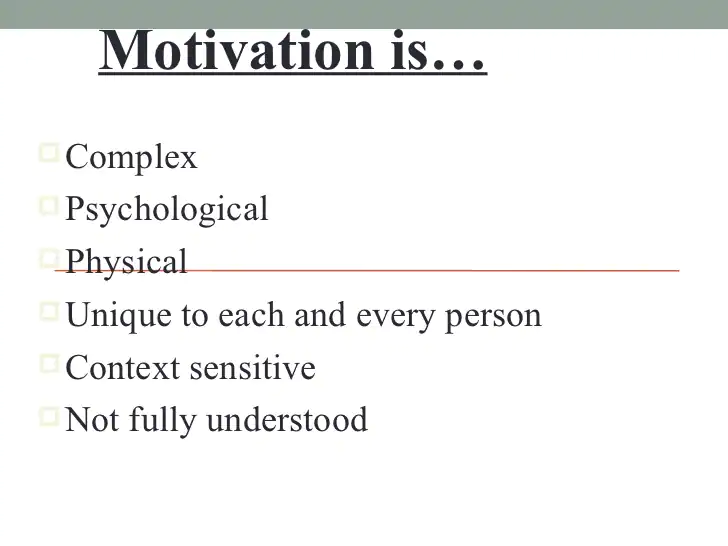 Motivation is…
Complex
Psychological
Physical
Unique to each and every person
Context sensitive
Not fully understood